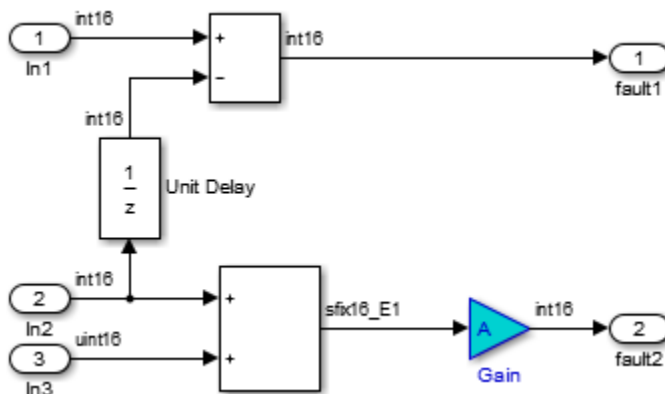 int16
1
In1
+
−
int16
1
fault1
int16
1
z
Unit Delay
int16
2
In2
uint16
3
In3
+
+
sfix16_E1
A
Gain
int16
2
fault2